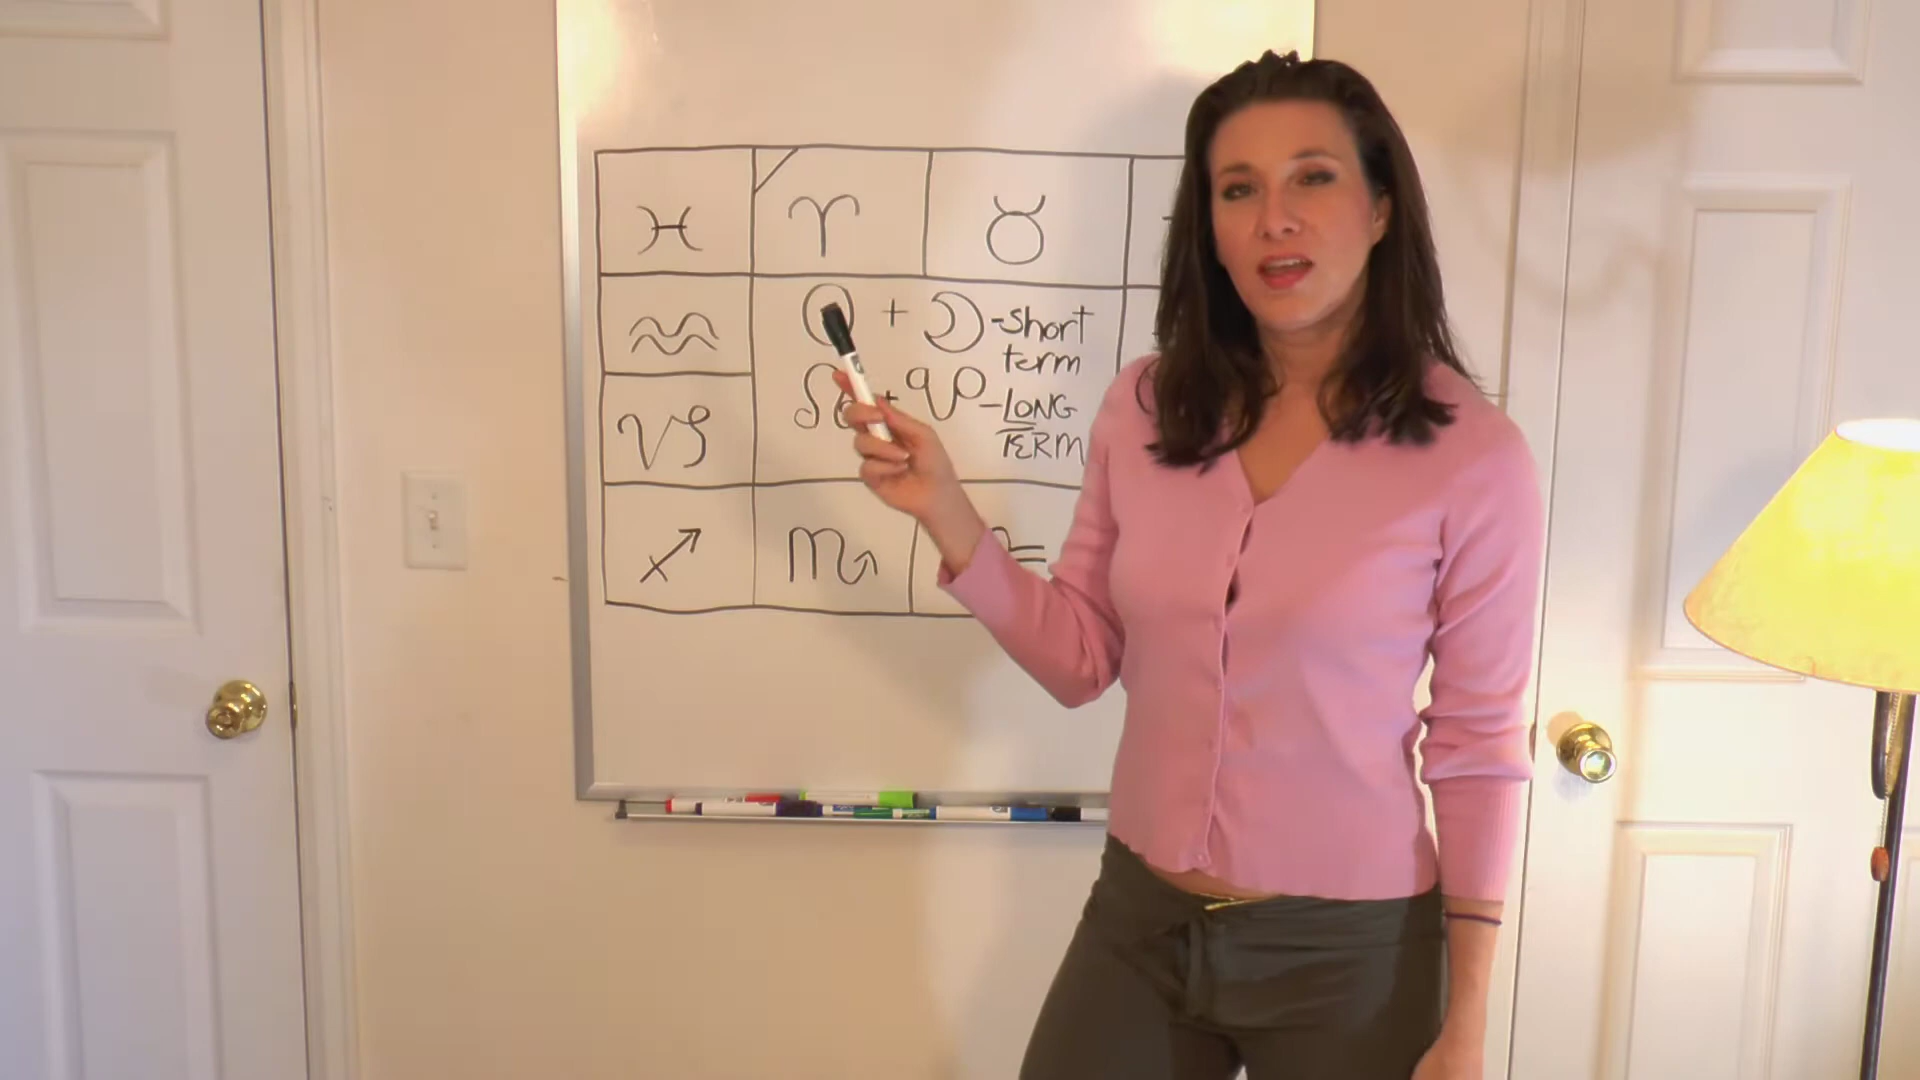 ♓ ♈ ♉
♒ + ☽ -short
term
♑ ☊ + ☋ -LONG
TERM
♐ ♏